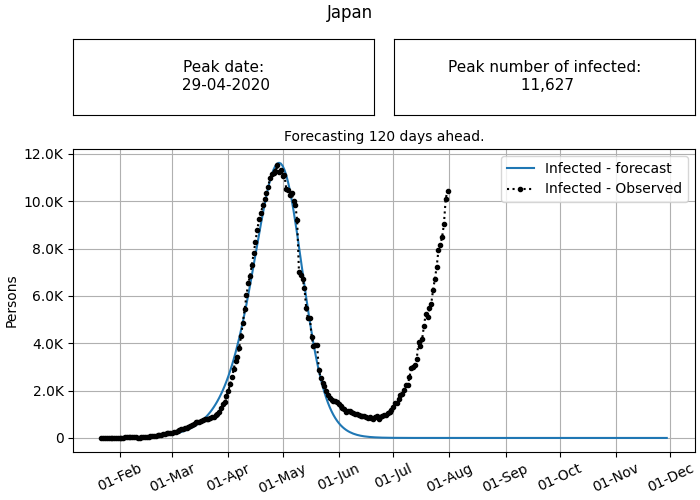 Japan
Peak date:
29-04-2020
Peak number of infected:
11,627
Forecasting 120 days ahead.
12.0K
10.0K
8.0K
6.0K
4.0K
2.0K
0
Persons
Infected - forecast
Infected - Observed
01-Feb
01-Mar
01-Apr
01-May
01-Jun
01-Jul
01-Aug
01-Sep
01-Oct
01-Nov
01-Dec